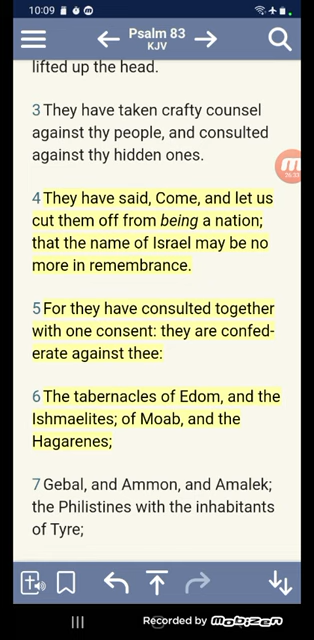 10:09
Psalm 83
KJV
lifted up the head.
3 They have taken crafty counsel
against thy people, and consulted
against thy hidden ones.
4 They have said, Come, and let us
cut them off from being a nation;
that the name of Israel may be no
more in remembrance.
5 For they have consulted together
with one consent: they are confed-
erate against thee:
6 The tabernacles of Edom, and the
Ishmaelites; of Moab, and the
Hagarenes;
7 Gebal, and Ammon, and Amalek;
the Philistines with the inhabitants
of Tyre;
Recorded by mobizen